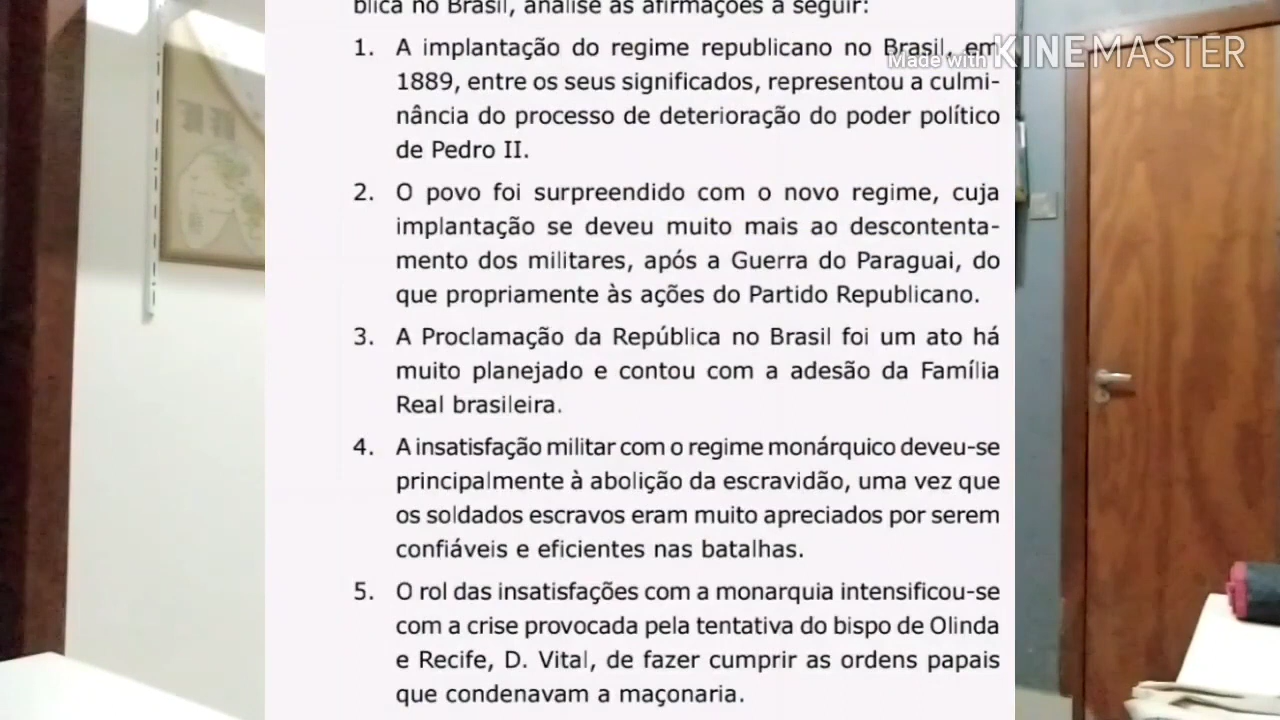 blica no Brasil, analise as afirmações a seguir:
1. A implantação do regime republicano no Brasil, em
1889, entre os seus significados, representou a culmi-
nância do processo de deterioração do poder político
de Pedro II.
2. O povo foi surpreendido com o novo regime, cuja
implantação se deveu muito mais ao descontenta-
mento dos militares, após a Guerra do Paraguai, do
que propriamente às ações do Partido Republicano.
3. A Proclamação da República no Brasil foi um ato há
muito planejado e contou com a adesão da Família
Real brasileira.
4. A insatisfação militar com o regime monárquico deveu-se
principalmente à abolição da escravidão, uma vez que
os soldados escravos eram muito apreciados por serem
confiáveis e eficientes nas batalhas.
5. O rol das insatisfações com a monarquia intensificou-se
com a crise provocada pela tentativa do bispo de Olinda
e Recife, D. Vital, de fazer cumprir as ordens papais
que condenavam a maçonaria.
Made with KINEMASTER